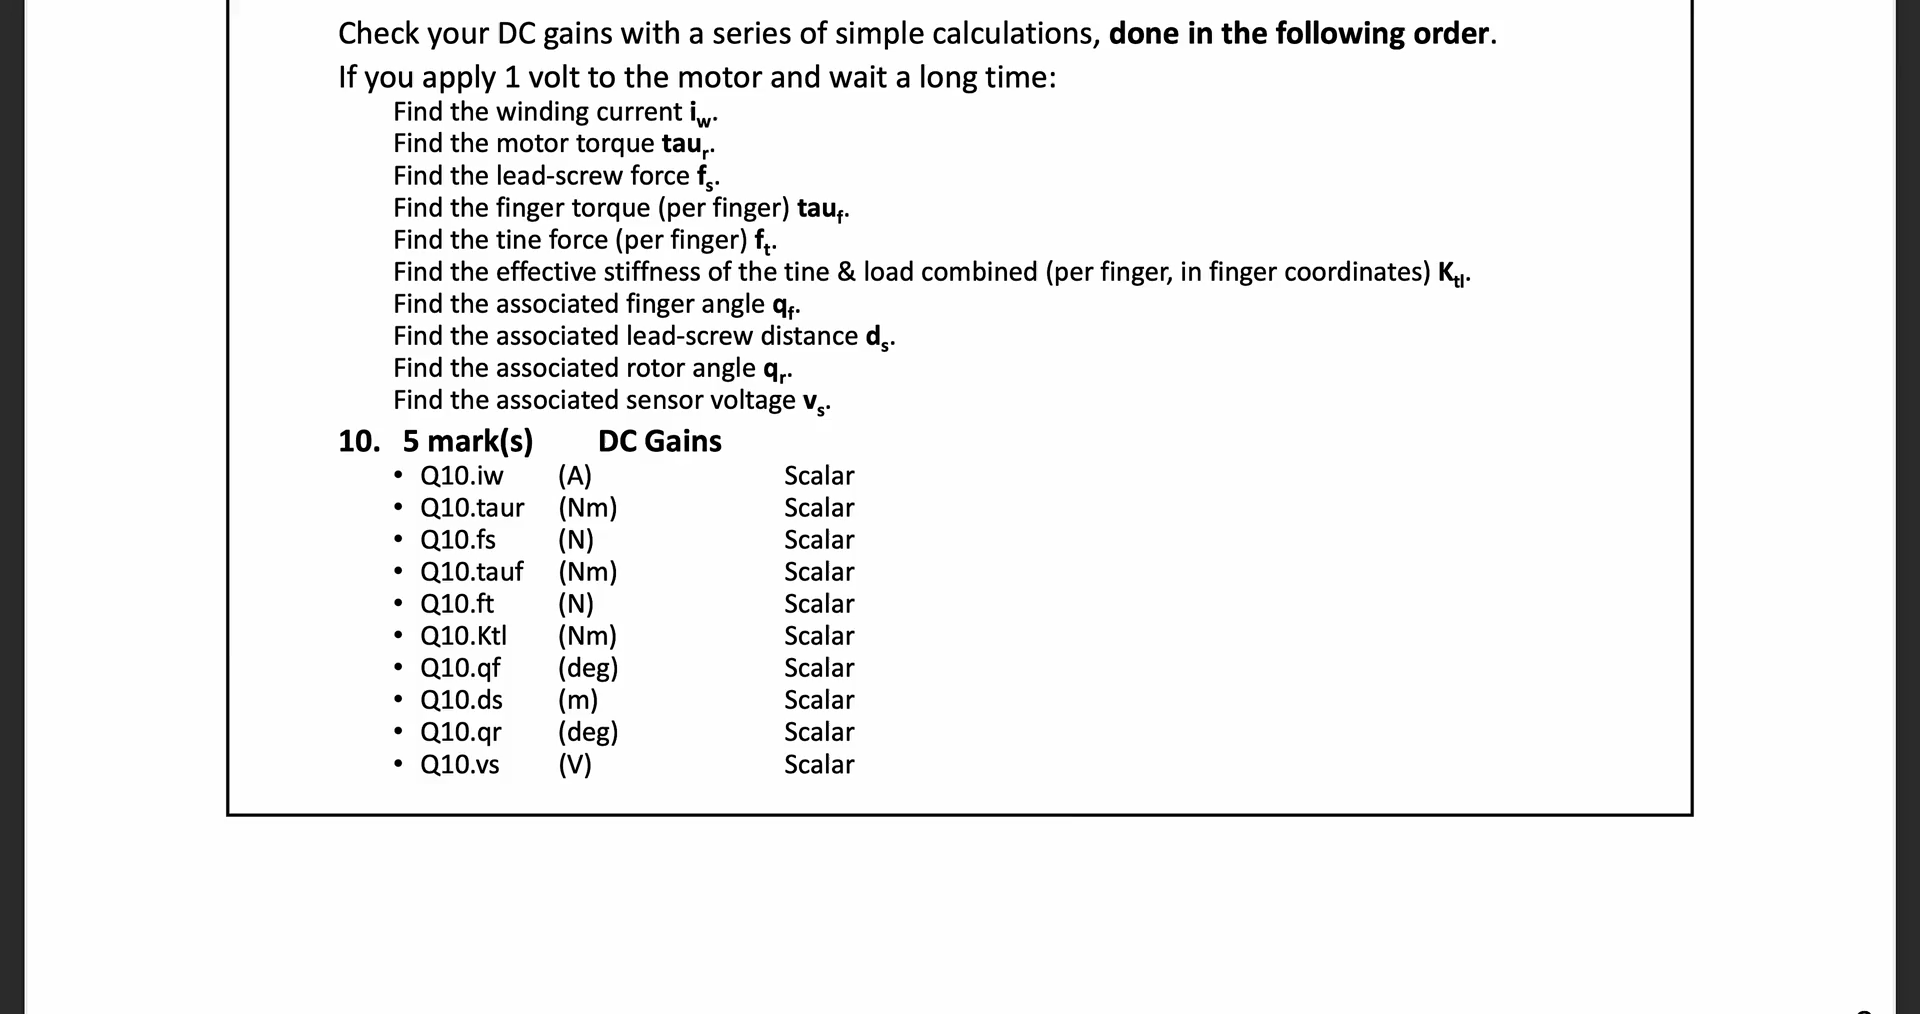 Check your DC gains with a series of simple calculations, done in the following order.
If you apply 1 volt to the motor and wait a long time:
Find the winding current iw.
Find the motor torque taur.
Find the lead-screw force fs.
Find the finger torque (per finger) tauf.
Find the tine force (per finger) ft.
Find the effective stiffness of the tine & load combined (per finger, in finger coordinates) Ktl.
Find the associated finger angle qf.
Find the associated lead-screw distance ds.
Find the associated rotor angle qr.
Find the associated sensor voltage vs.
10. 5 mark(s) DC Gains
• Q10.iw (A) Scalar
• Q10.taur (Nm) Scalar
• Q10.fs (N) Scalar
• Q10.tauf (Nm) Scalar
• Q10.ft (N) Scalar
• Q10.Ktl (Nm) Scalar
• Q10.qf (deg) Scalar
• Q10.ds (m) Scalar
• Q10.qr (deg) Scalar
• Q10.vs (V) Scalar